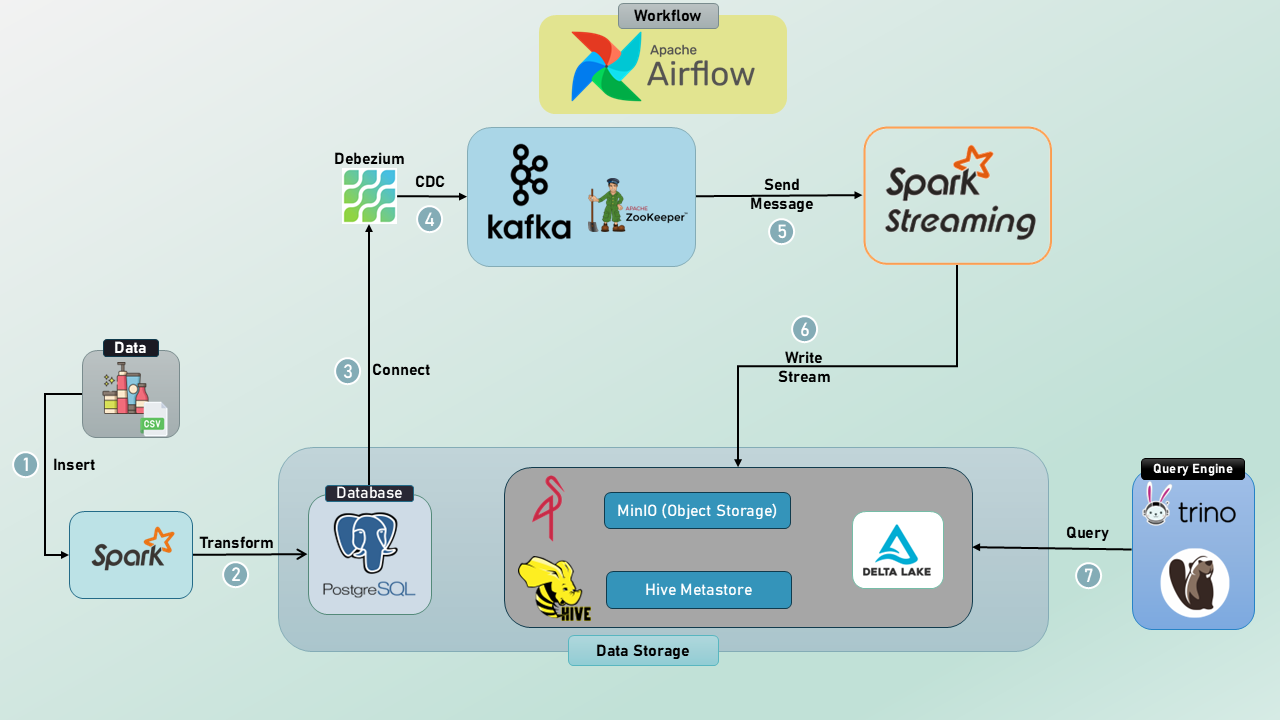 Workflow
Apache
Airflow
Debezium
CDC
4
kafka
APACHE
ZooKeeper™
Send
Message
5
Spark
Streaming
6
Write
Stream
Data
CSV
3
Connect
1
Insert
Spark
Transform
2
Database
PostgreSQL
MinIO (Object Storage)
Hive Metastore
HIVE
DELTA LAKE
Data Storage
Query
7
Query Engine
trino